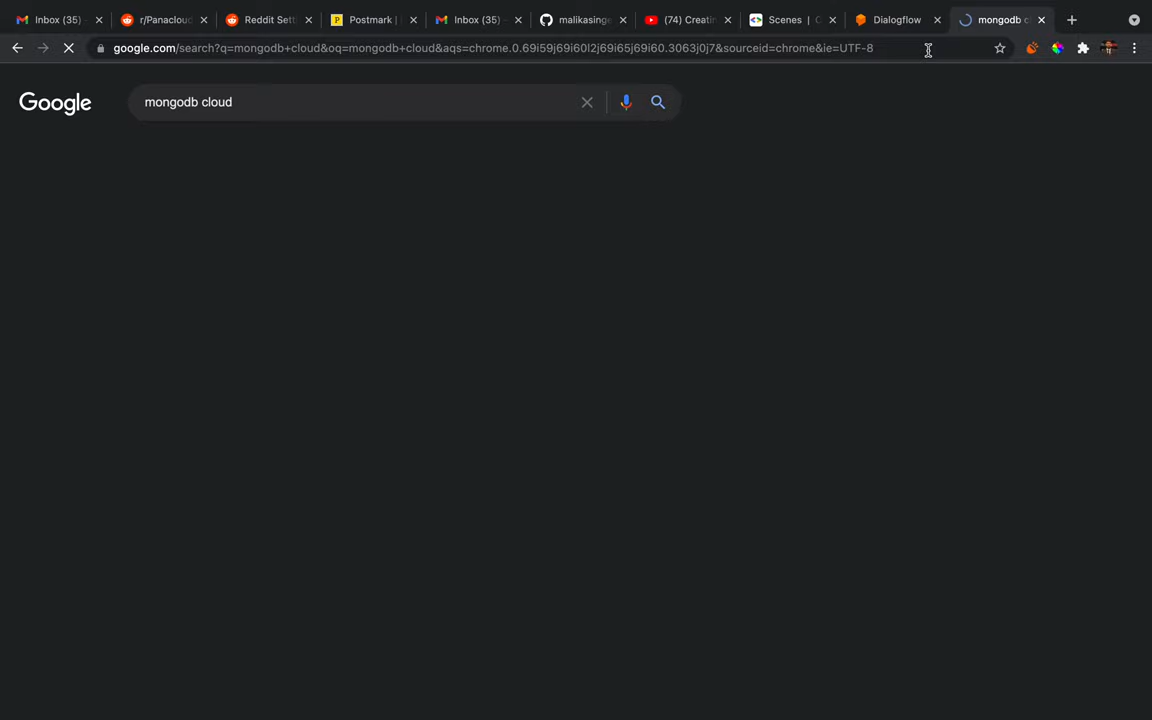 Inbox (35)
r/Panacloud
Reddit Sett
Postmark |
Inbox (35) -
malikasinge
(74) Creatin
Scenes | C
Dialogflow
mongodb cl
google.com/search?q=mongodb+cloud&oq=mongodb+cloud&aqs=chrome.0.69i59j69i60l2j69i65j69i60.3063j0j7&sourceid=chrome&ie=UTF-8
Google
mongodb cloud